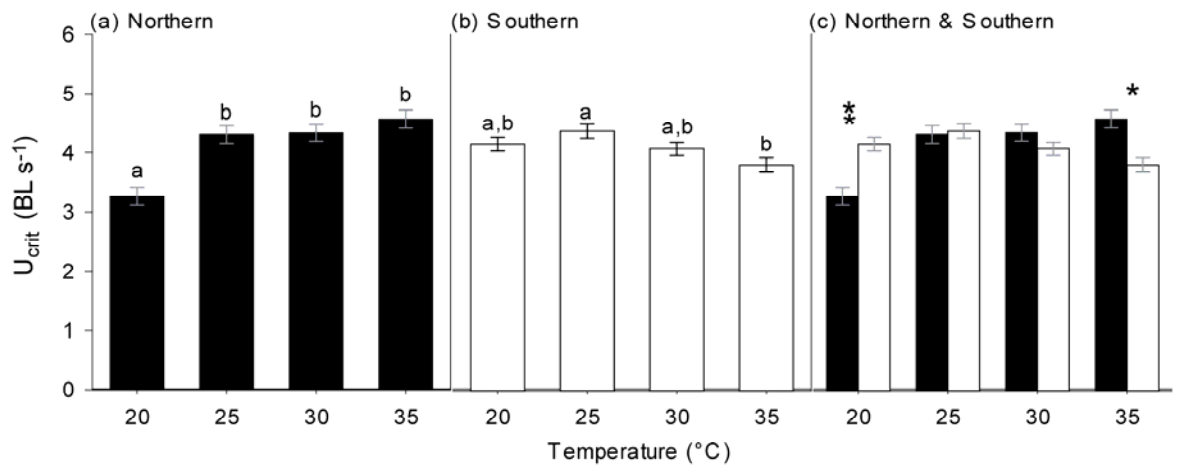 (a) Northern
(b) Southern
(c) Northern & Southern
6
5
4
3
2
1
0
U_crit (BL s⁻¹)
a
b
b
b
a,b
a
a,b
b
**
*
20 25 30 35
20 25 30 35
20 25 30 35
Temperature (°C)